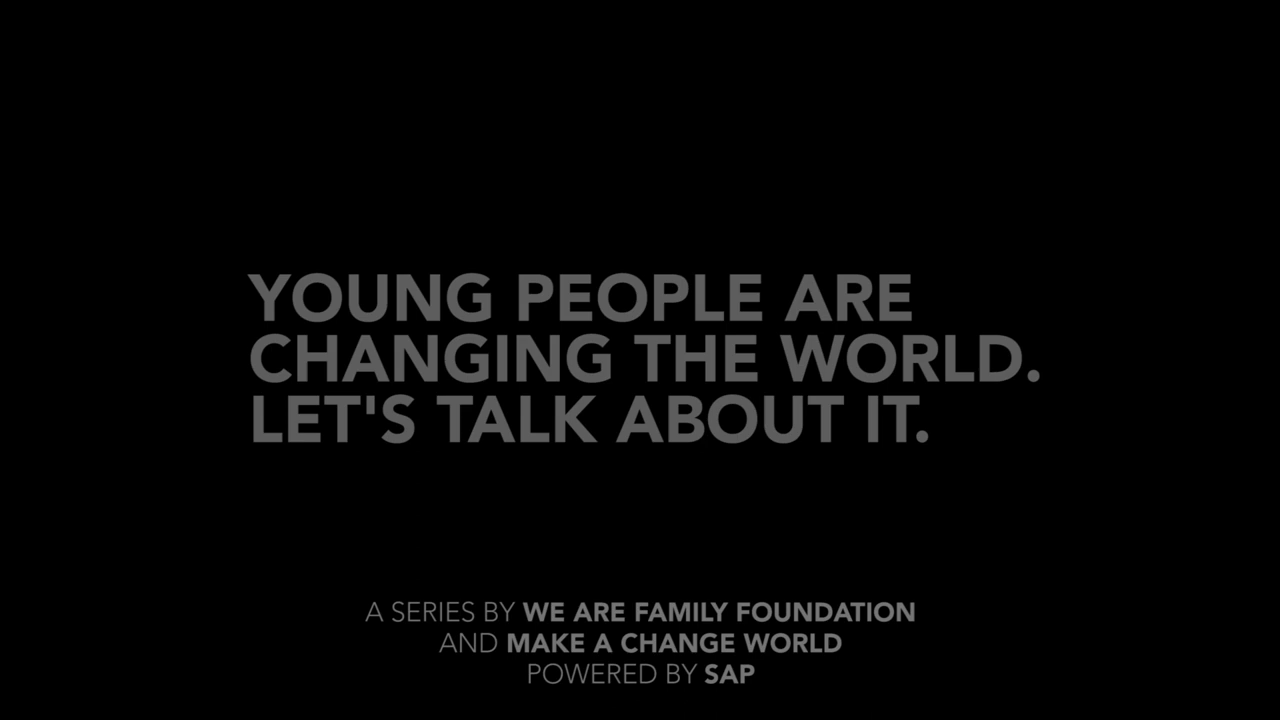 YOUNG PEOPLE ARE
CHANGING THE WORLD.
LET'S TALK ABOUT IT.
A SERIES BY WE ARE FAMILY FOUNDATION
AND MAKE A CHANGE WORLD
POWERED BY SAP